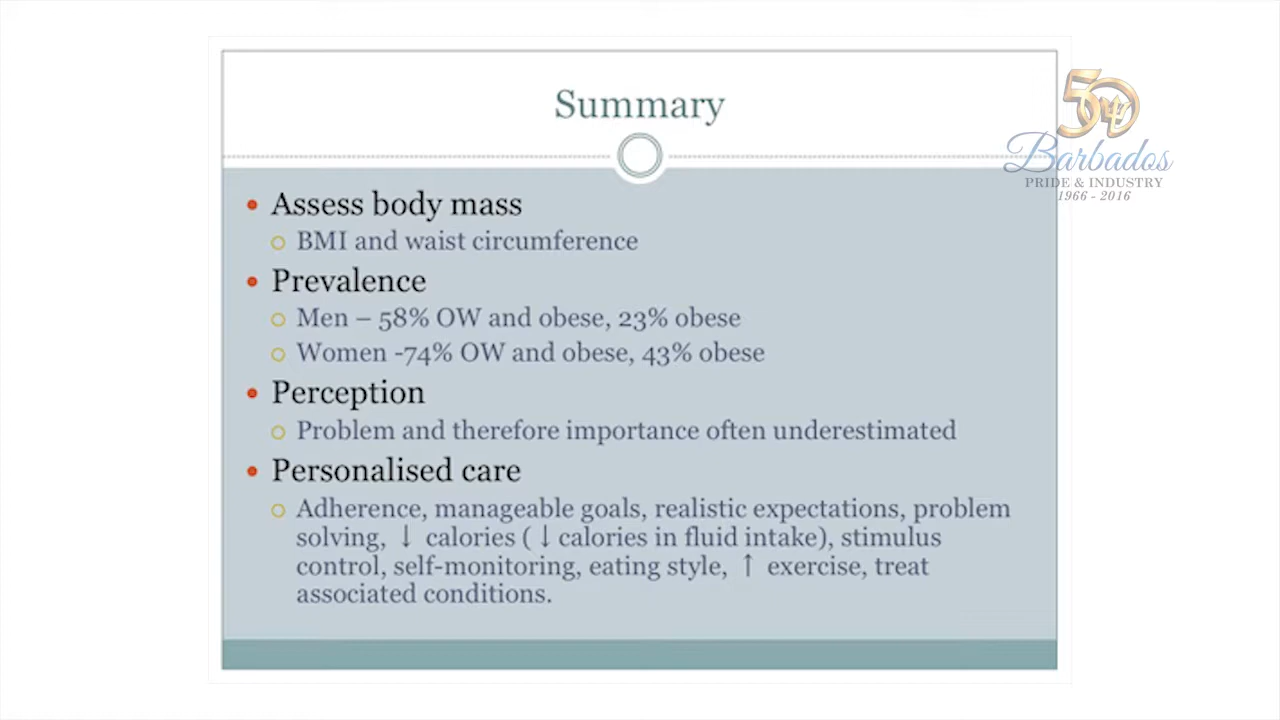 Summary
50
Barbados
PRIDE & INDUSTRY
1966 - 2016
• Assess body mass
○ BMI and waist circumference
• Prevalence
○ Men – 58% OW and obese, 23% obese
○ Women -74% OW and obese, 43% obese
• Perception
○ Problem and therefore importance often underestimated
• Personalised care
○ Adherence, manageable goals, realistic expectations, problem
solving, ↓ calories (↓calories in fluid intake), stimulus
control, self-monitoring, eating style, ↑ exercise, treat
associated conditions.